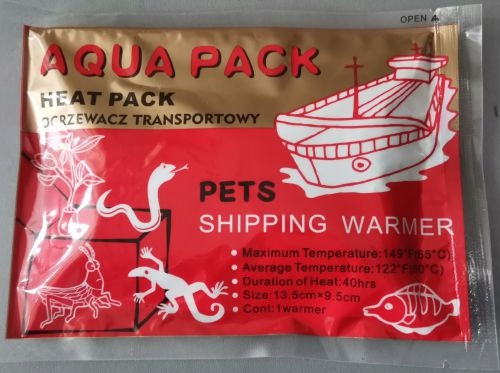 OPEN
AQUA PACK
HEAT PACK
OGRZEWACZ TRANSPORTOWY
PETS
SHIPPING WARMER
Maximum Temperature:149°F(65°C)
Average Temperature:122°F(50°C)
Duration of Heat:40hrs
Size:13.5cm×9.5cm
Cont:1warmer